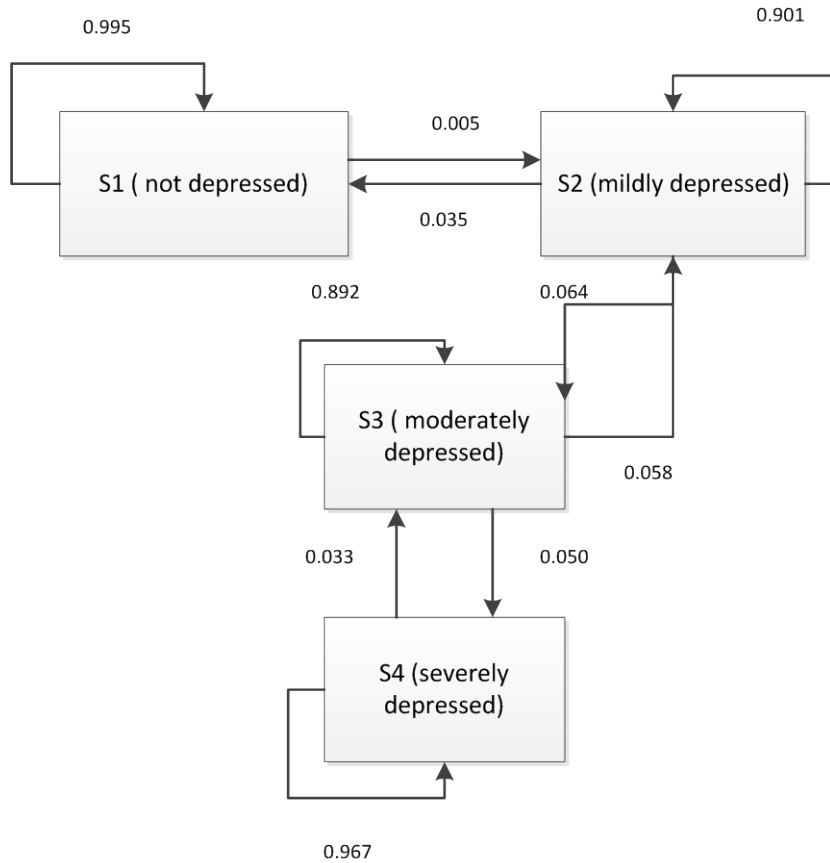 0.995
0.901
0.005
S1 ( not depressed)
S2 (mildly depressed)
0.035
0.892
0.064
S3 ( moderately
depressed)
0.058
0.033
0.050
S4 (severely
depressed)
0.967